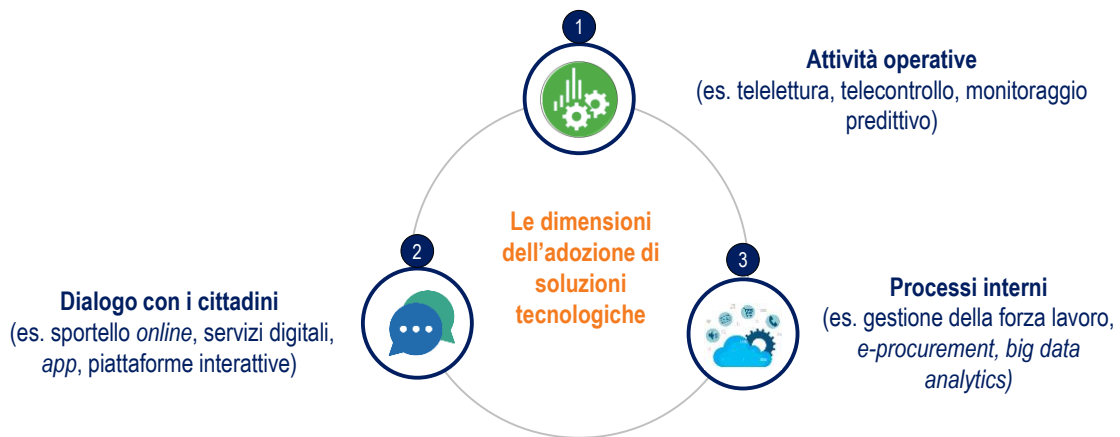 1
Attività operative
(es. telelettura, telecontrollo, monitoraggio
predittivo)
Le dimensioni
dell’adozione di
soluzioni
tecnologiche
2
Dialogo con i cittadini
(es. sportello online, servizi digitali,
app, piattaforme interattive)
3
Processi interni
(es. gestione della forza lavoro,
e-procurement, big data
analytics)